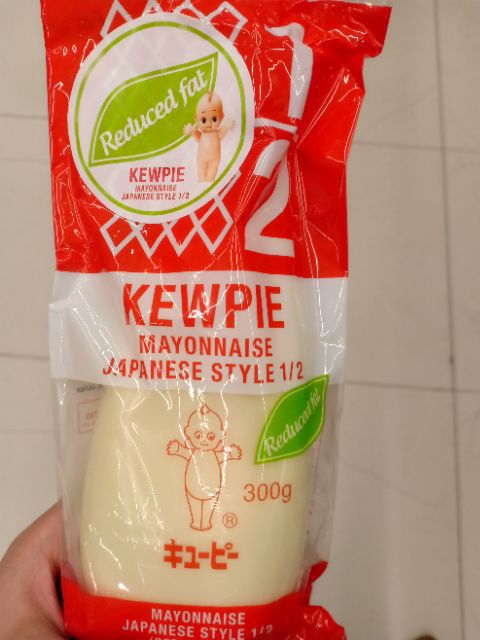 Reduced fat
KEWPIE
MAYONNAISE
JAPANESE STYLE 1/2
1/2
KEWPIE
MAYONNAISE
JAPANESE STYLE 1/2
Reduced fat
300g
®
キユーピー
MAYONNAISE
JAPANESE STYLE 1/2